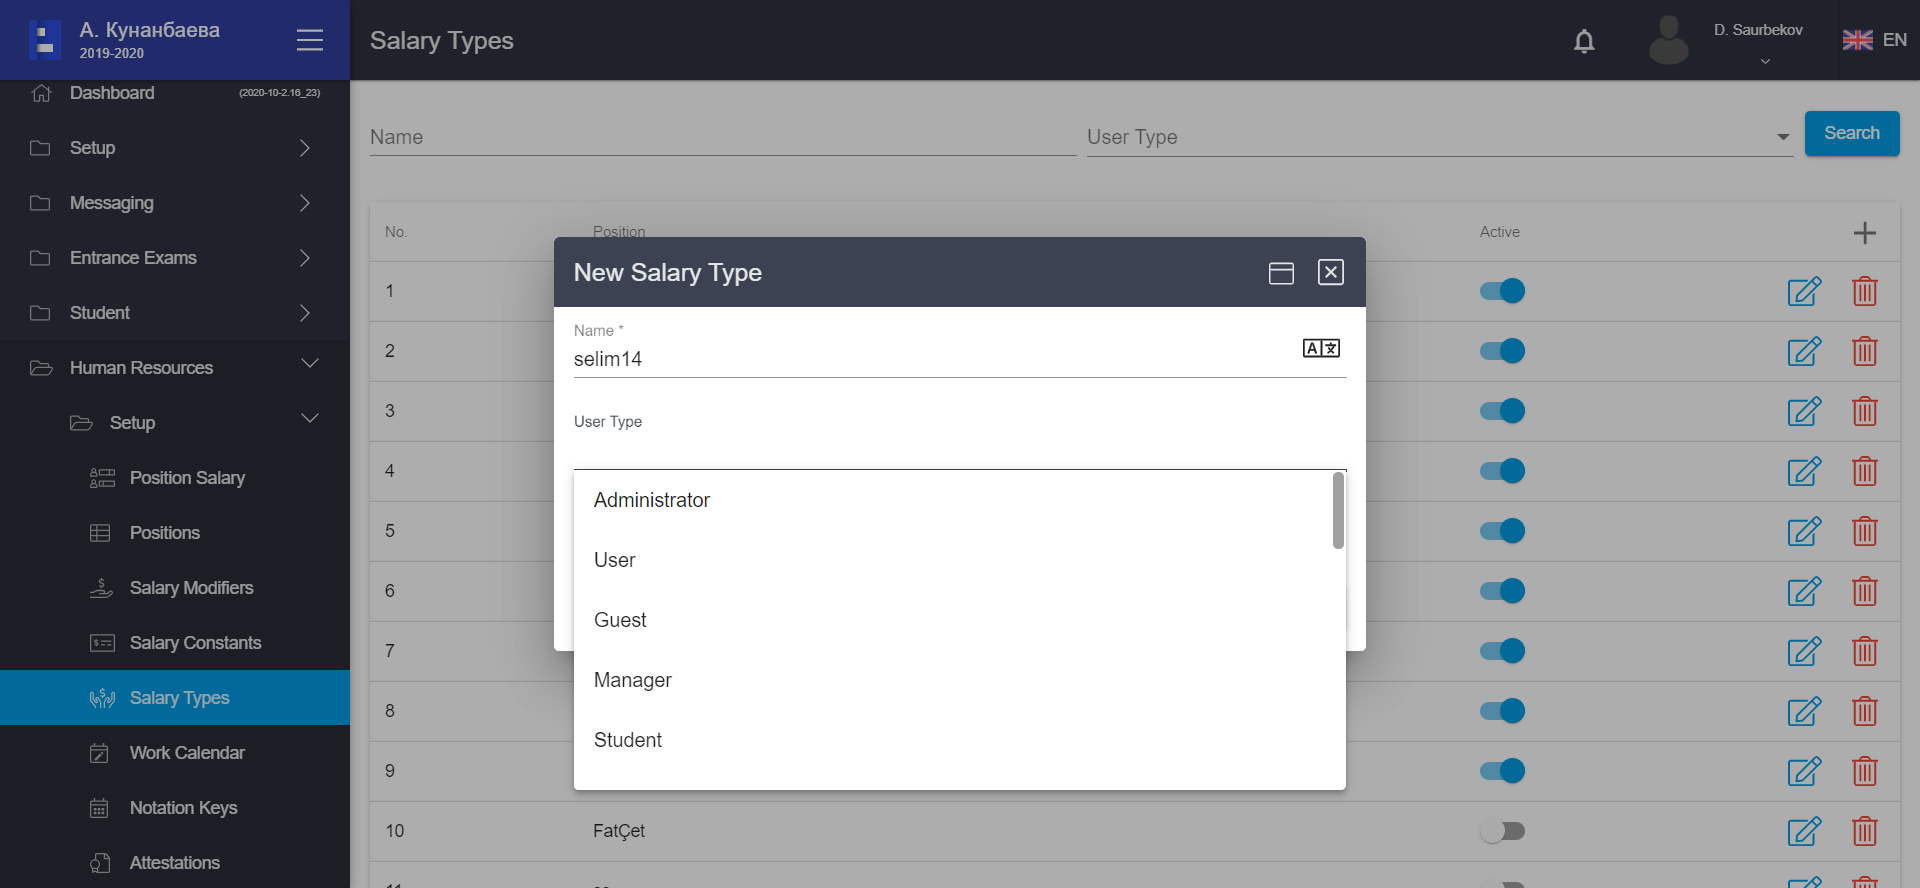 А. Кунанбаева
2019-2020
Salary Types
D. Saurbekov
EN
Dashboard
(2020-10-2.16_23)
Setup
Messaging
Entrance Exams
Student
Human Resources
Setup
Position Salary
Positions
Salary Modifiers
Salary Constants
Salary Types
Work Calendar
Notation Keys
Attestations
Name
User Type
Search
No.
Position
Active
1
2
3
4
5
6
7
8
9
10
FatÇet
New Salary Type
Name *
selim14
A
User Type
Administrator
User
Guest
Manager
Student